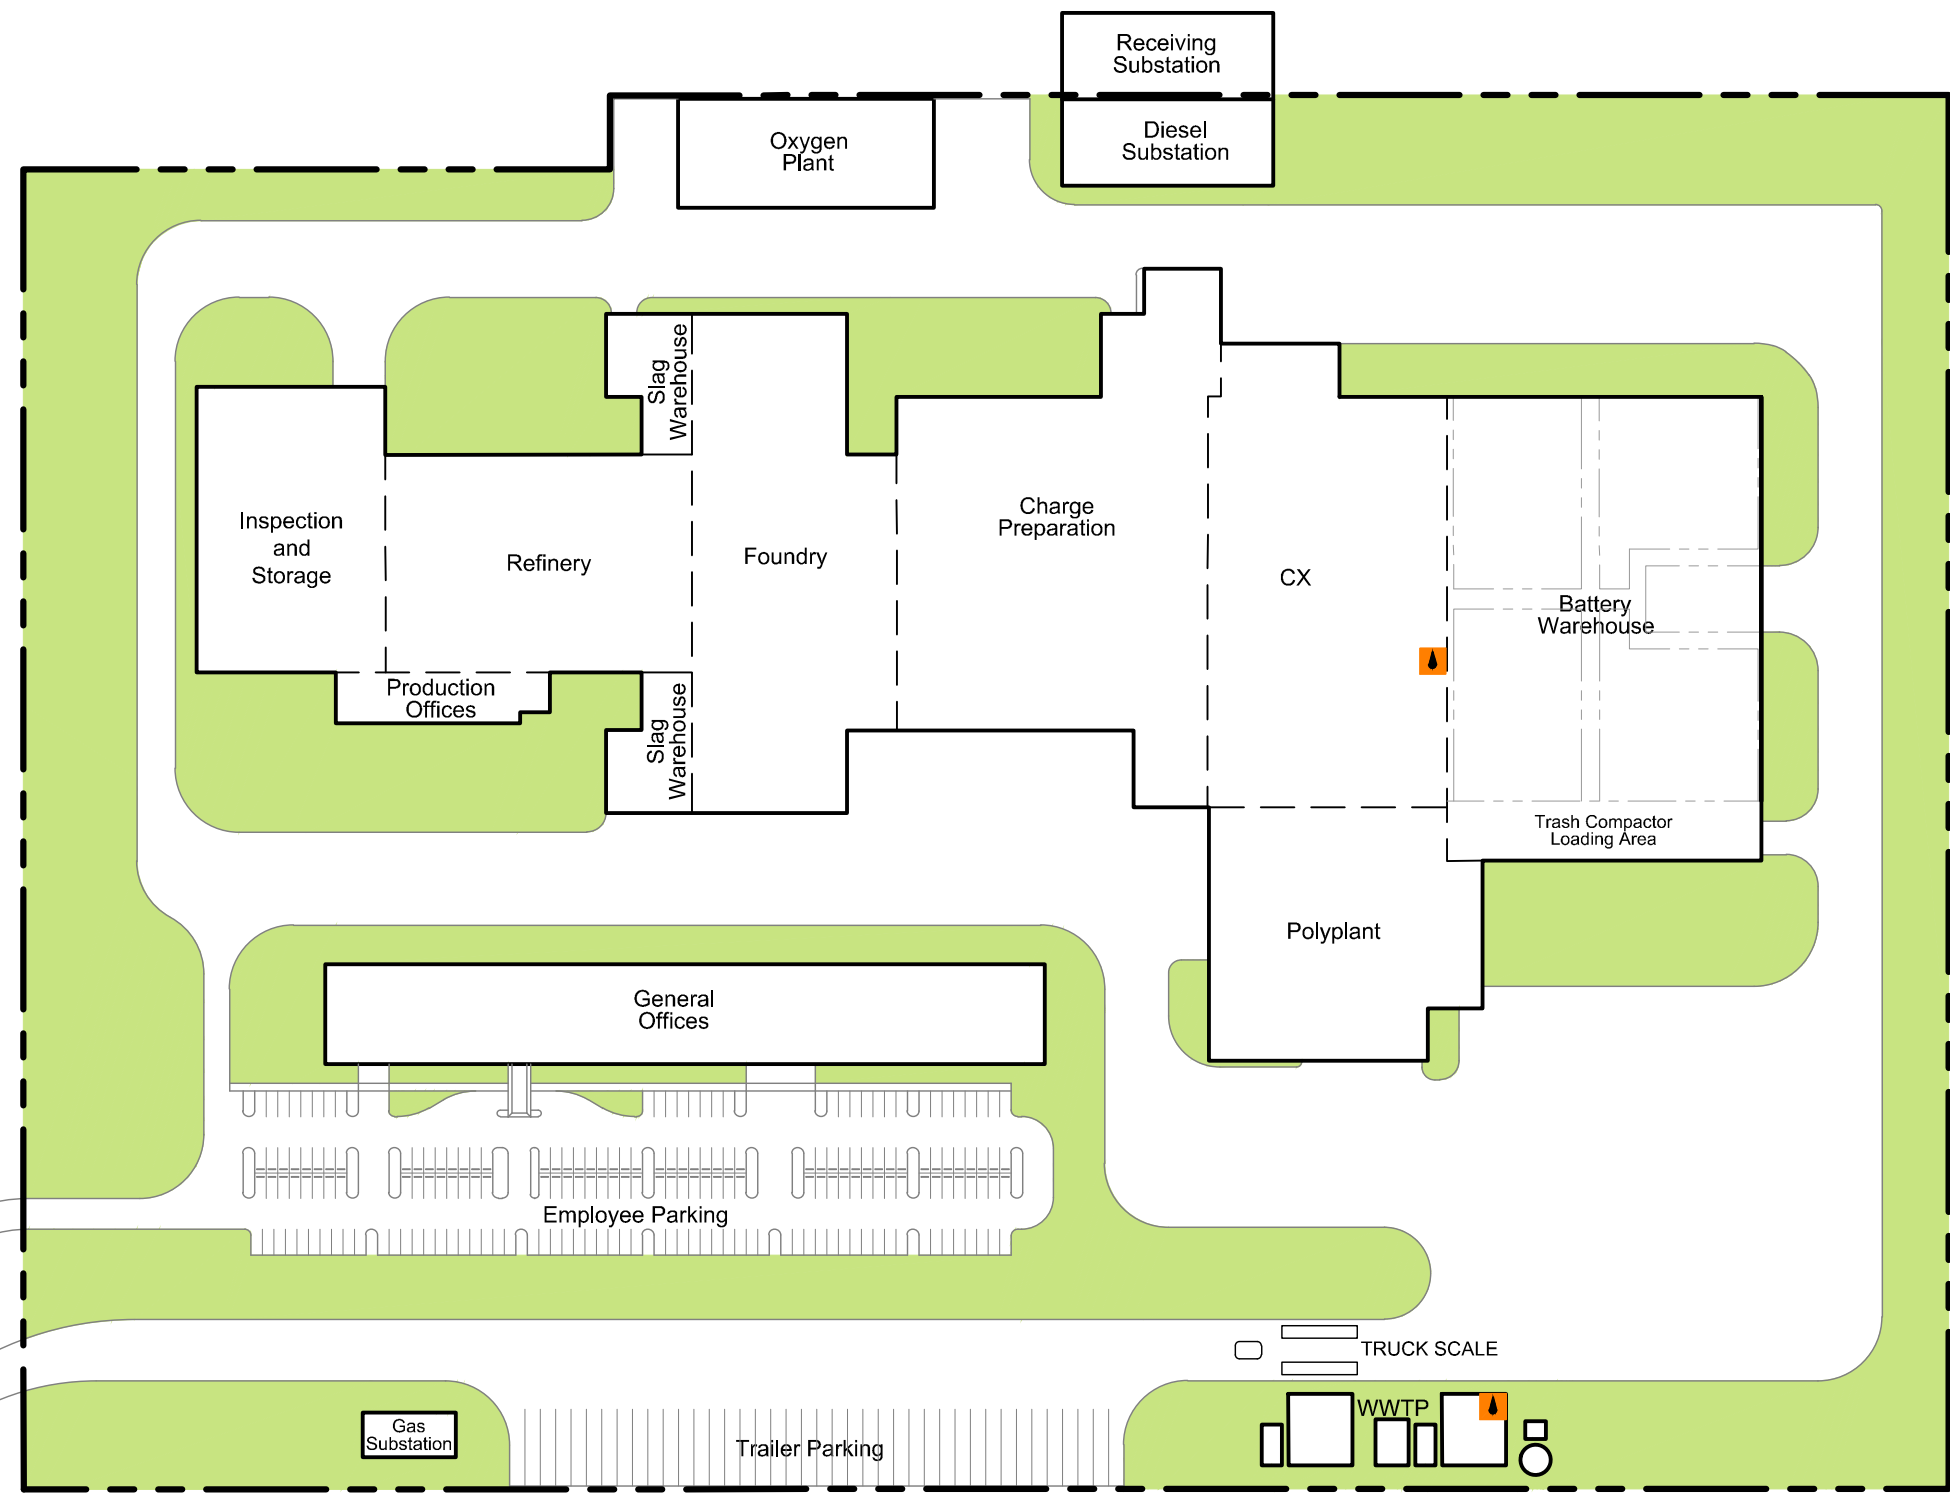 Receiving
Substation
Diesel
Substation
Oxygen
Plant
Slag
Warehouse
Inspection
and
Storage
Refinery
Foundry
Charge
Preparation
CX
Battery
Warehouse
Production
Offices
Slag
Warehouse
Trash Compactor
Loading Area
Polyplant
General
Offices
Employee Parking
TRUCK SCALE
WWTP
Gas
Substation
Trailer Parking